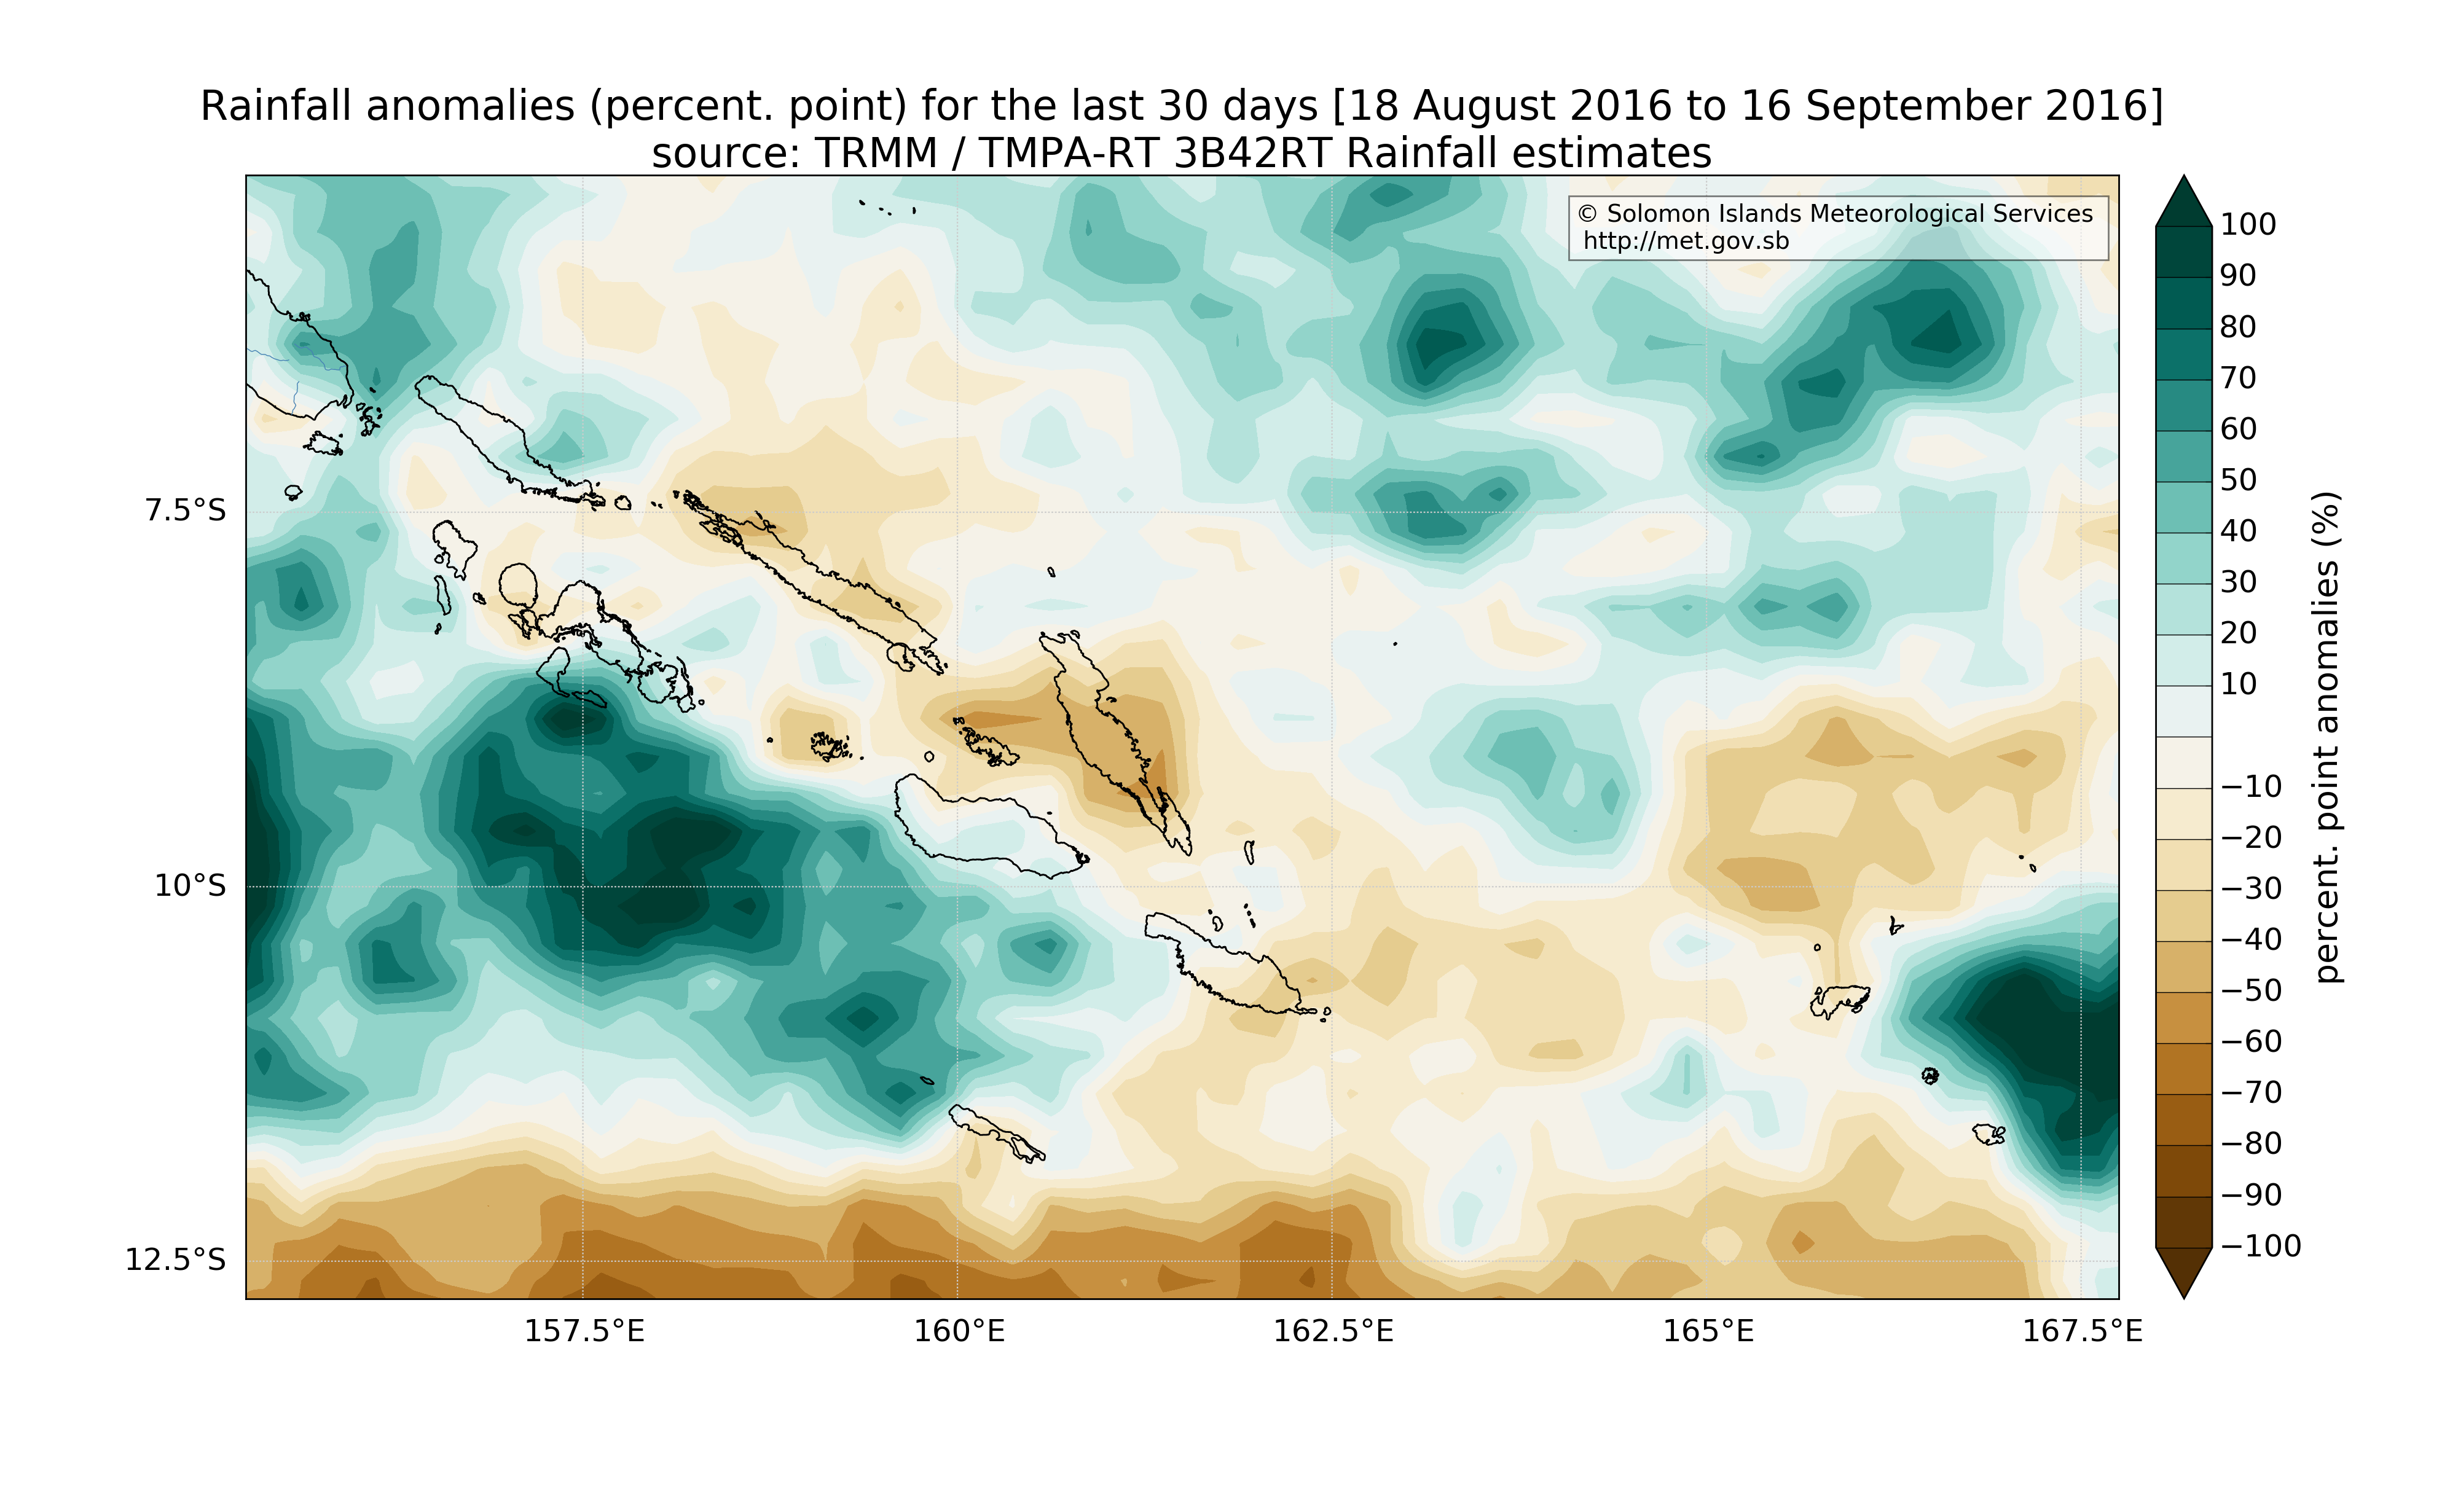 Rainfall anomalies (percent. point) for the last 30 days [18 August 2016 to 16 September 2016]
source: TRMM / TMPA-RT 3B42RT Rainfall estimates
© Solomon Islands Meteorological Services
http://met.gov.sb
7.5°S
10°S
12.5°S
157.5°E
160°E
162.5°E
165°E
167.5°E
100
90
80
70
60
50
40
30
20
10
−10
−20
−30
−40
−50
−60
−70
−80
−90
−100
percent. point anomalies (%)